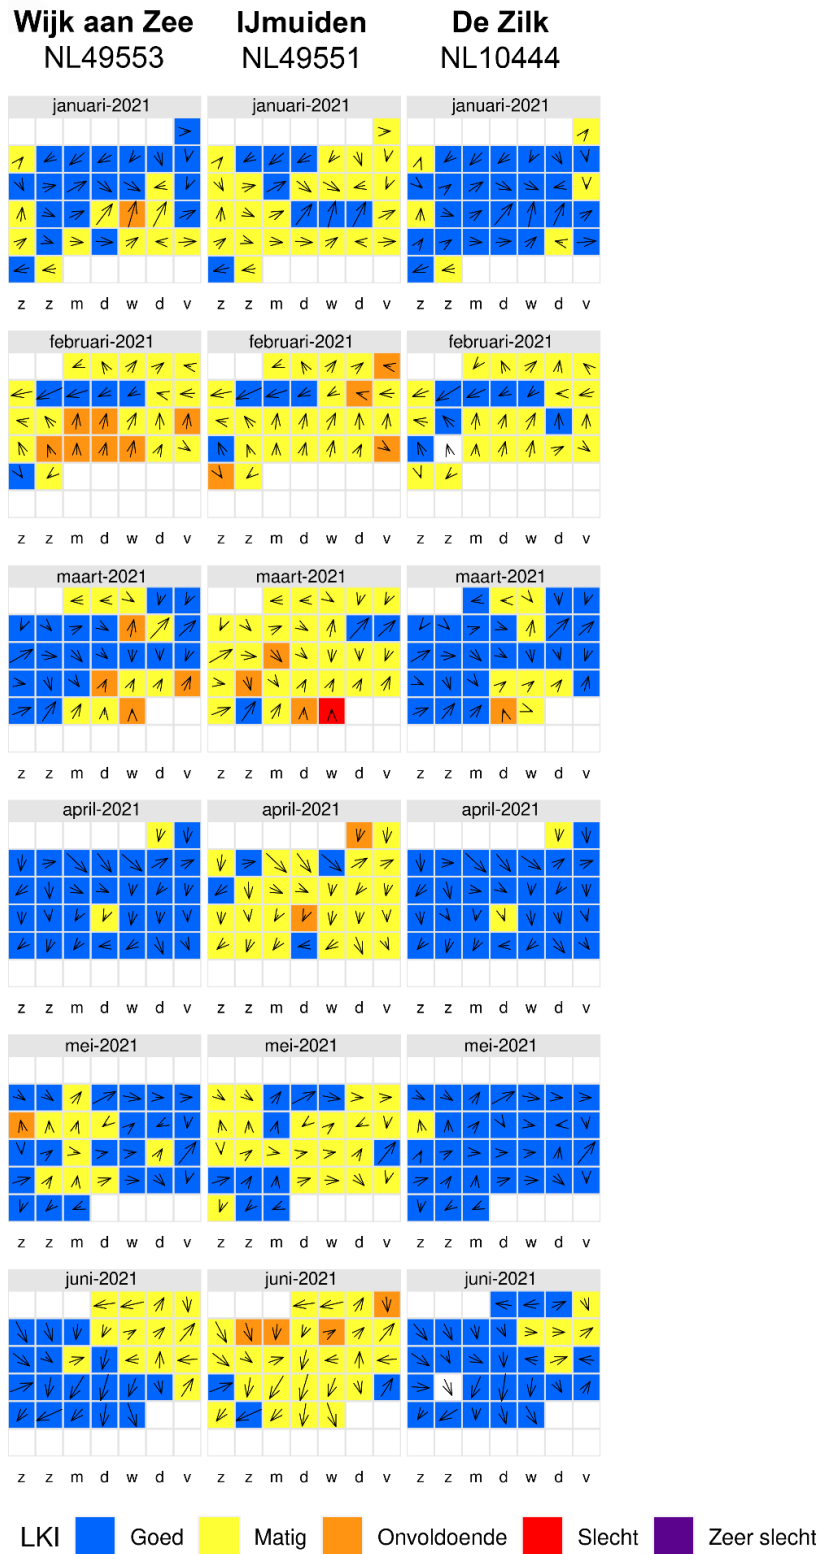 Wijk aan Zee IJmuiden De Zilk
NL49553 NL49551 NL10444
januari-2021 januari-2021 januari-2021
z z m d w d v z z m d w d v z z m d w d v
februari-2021 februari-2021 februari-2021
z z m d w d v z z m d w d v z z m d w d v
maart-2021 maart-2021 maart-2021
z z m d w d v z z m d w d v z z m d w d v
april-2021 april-2021 april-2021
z z m d w d v z z m d w d v z z m d w d v
mei-2021 mei-2021 mei-2021
z z m d w d v z z m d w d v z z m d w d v
juni-2021 juni-2021 juni-2021
z z m d w d v z z m d w d v z z m d w d v
LKI Goed Matig Onvoldoende Slecht Zeer slecht